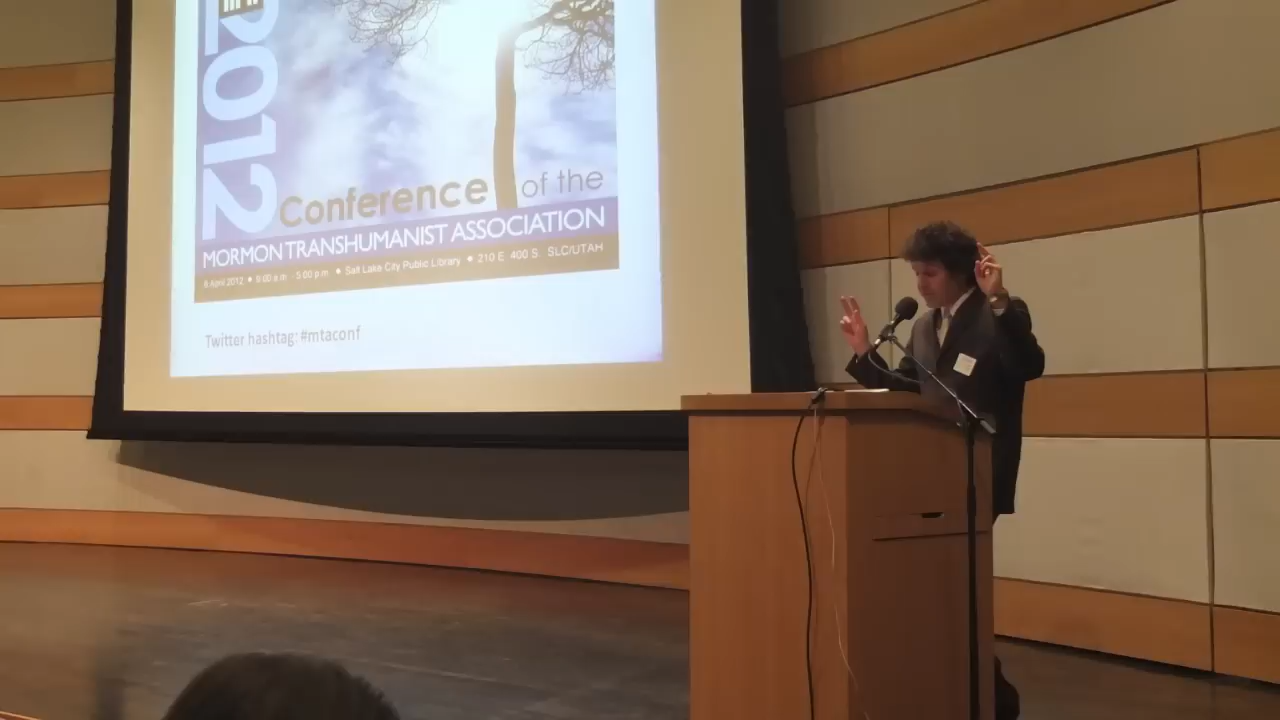 2012
Conference of the
MORMON TRANSHUMANIST ASSOCIATION
6 April 2012 • 9:00 a.m. - 5:00 p.m. • Salt Lake City Public Library • 210 E. 400 S. SLC/UTAH
Twitter hashtag: #mtaconf